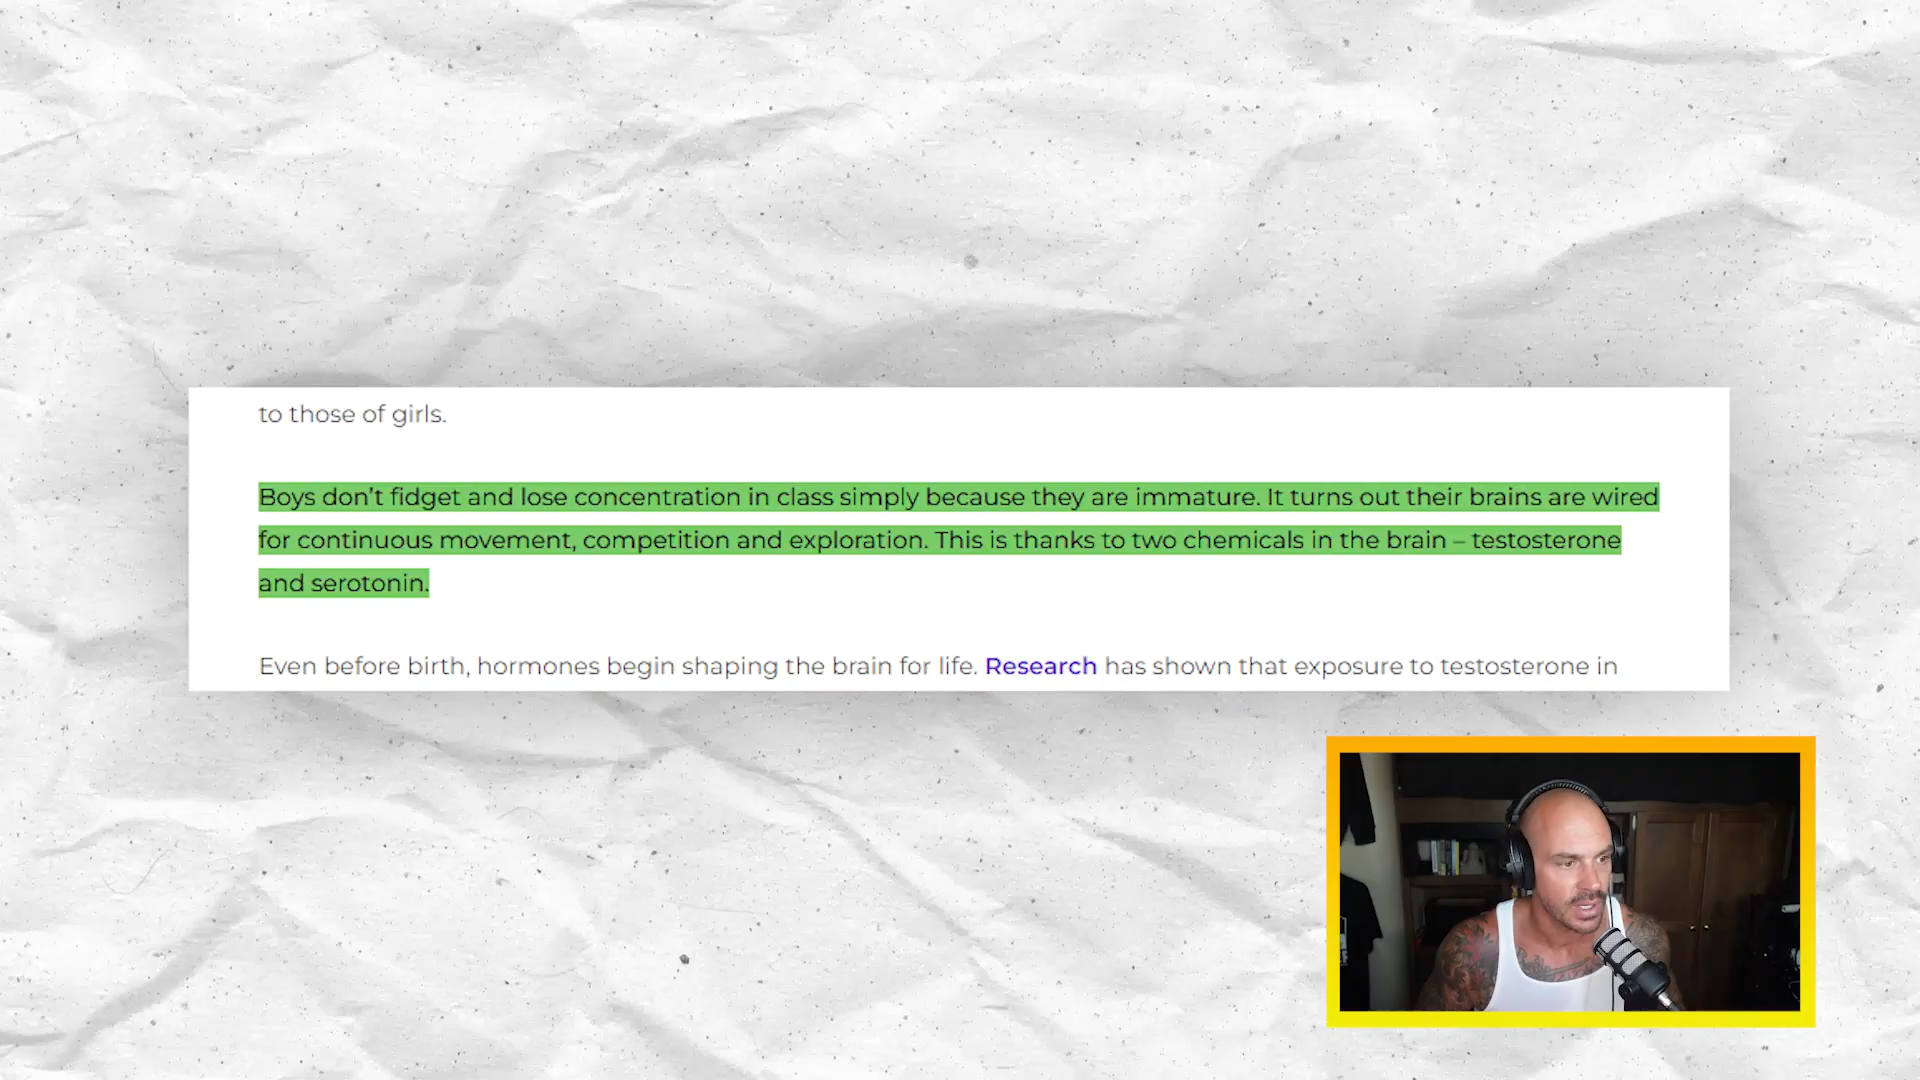 to those of girls.
Boys don’t fidget and lose concentration in class simply because they are immature. It turns out their brains are wired
for continuous movement, competition and exploration. This is thanks to two chemicals in the brain – testosterone
and serotonin.
Even before birth, hormones begin shaping the brain for life. Research has shown that exposure to testosterone in